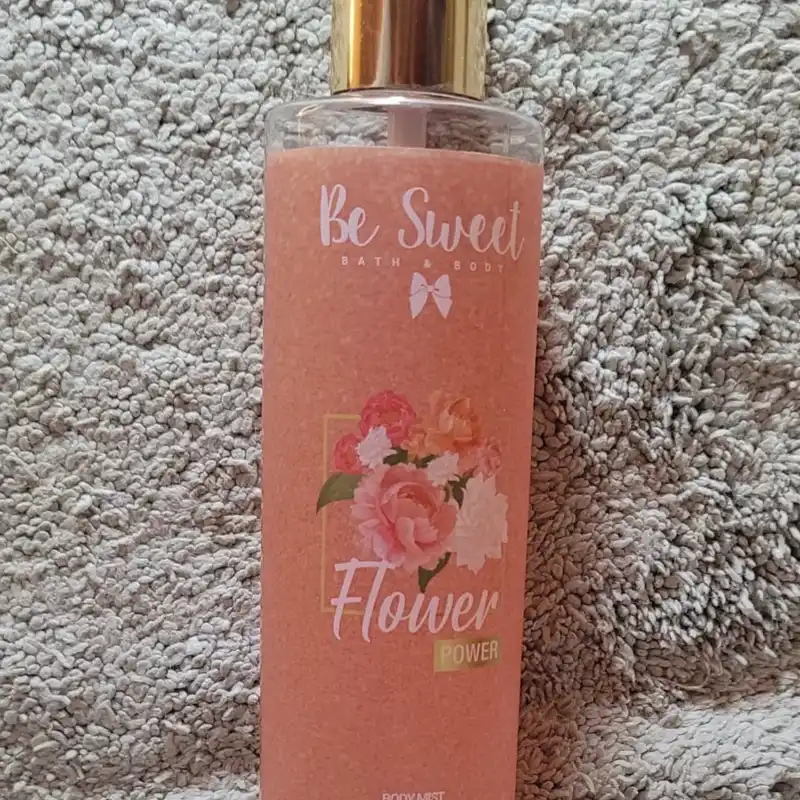 Be Sweet
BATH & BODY
Flower
POWER
BODY MIST